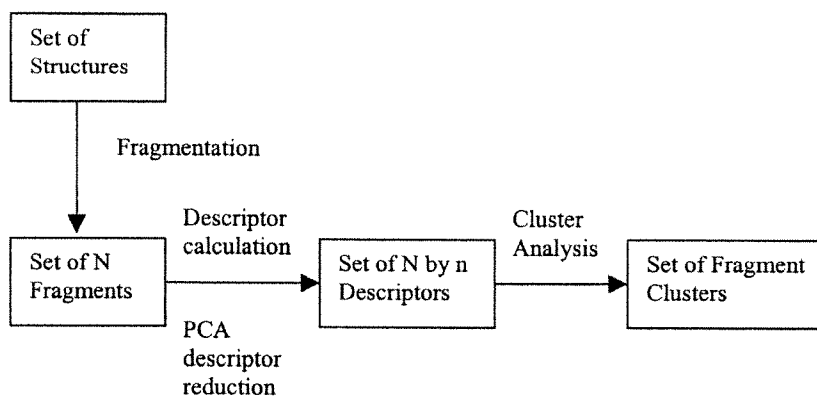 Set of
Structures
Fragmentation
Descriptor
calculation
Cluster
Analysis
Set of N
Fragments
Set of N by n
Descriptors
Set of Fragment
Clusters
PCA
descriptor
reduction